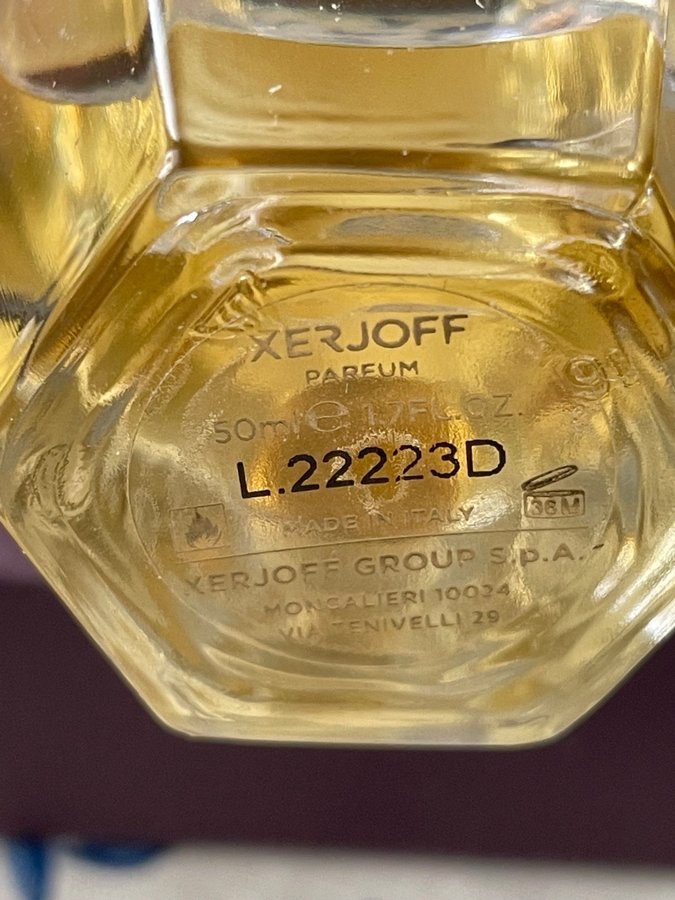 XERJOFF
PARFUM
50ml e 1.7FL.OZ.
L.22223D
36M
MADE IN ITALY
XERJOFF GROUP S.p.A. -
MONCALIERI 10024
VIA TENIVELLI 29